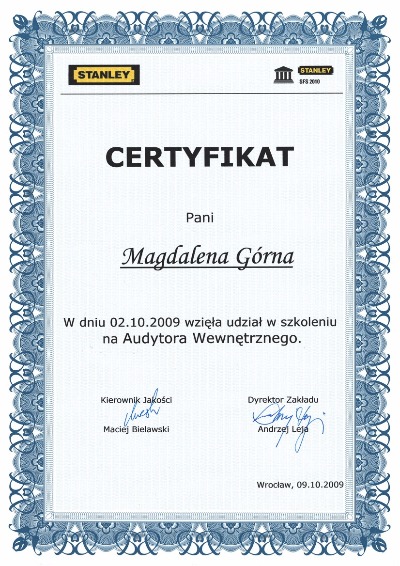 STANLEY
STANLEY
SFS 2010
CERTYFIKAT
Pani
Magdalena Górna
W dniu 02.10.2009 wzięła udział w szkoleniu
na Audytora Wewnętrznego.
Kierownik Jakości
Dyrektor Zakładu
Maciej Bielawski
Andrzej Leja
Wrocław, 09.10.2009